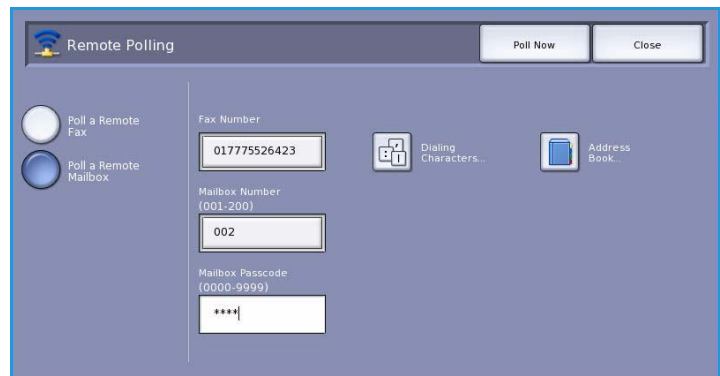 Remote Polling
Poll Now
Close
Poll a Remote
Fax
Poll a Remote
Mailbox
Fax Number
017775526423
Dialing
Characters...
Address
Book...
Mailbox Number
(001-200)
002
Mailbox Passcode
(0000-9999)
****